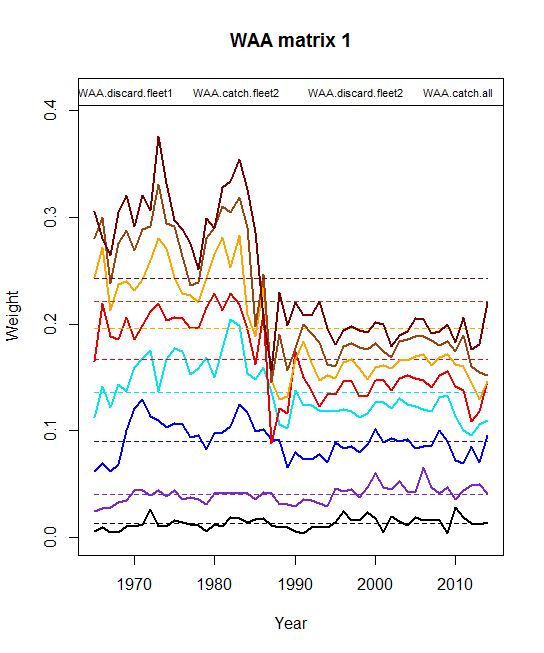 WAA matrix 1
WAA.discard.fleet1 WAA.catch.fleet2 WAA.discard.fleet2 WAA.catch.all
0.4
0.3
0.2
0.1
0.0
Weight
1970 1980 1990 2000 2010
Year